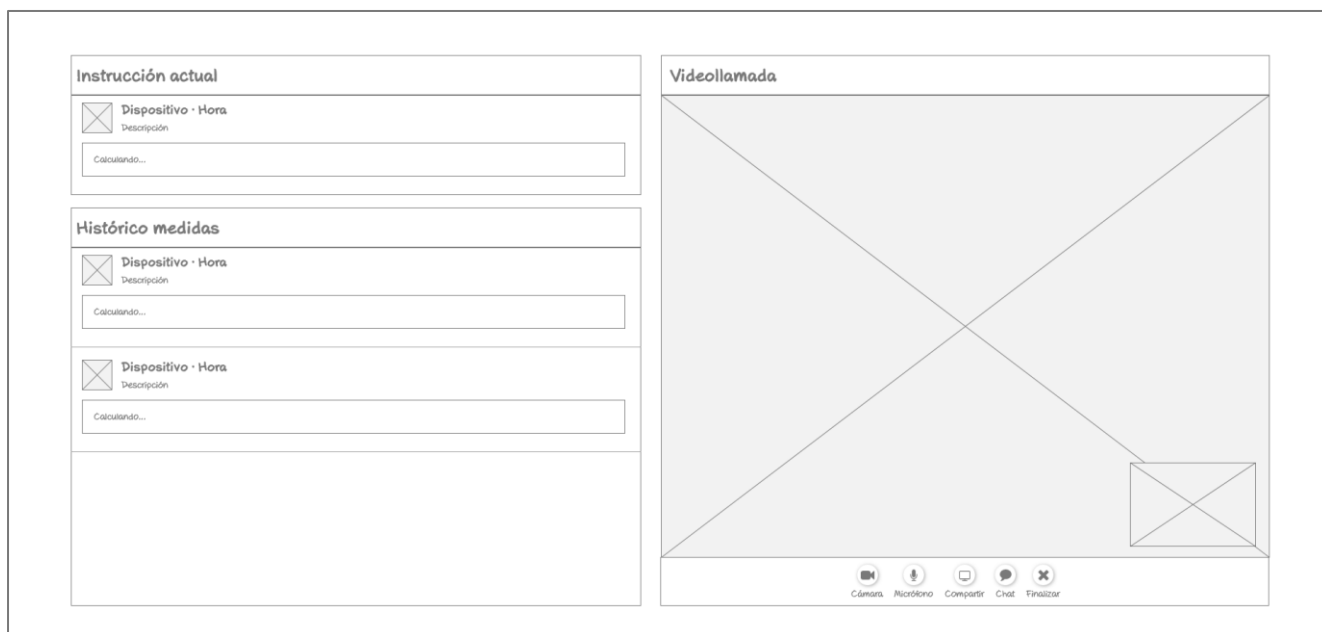 Instrucción actual
Dispositivo · Hora
Descripción
Calculando...
Histórico medidas
Dispositivo · Hora
Descripción
Calculando...
Dispositivo · Hora
Descripción
Calculando...
Videollamada
Cámara Micrófono Compartir Chat Finalizar